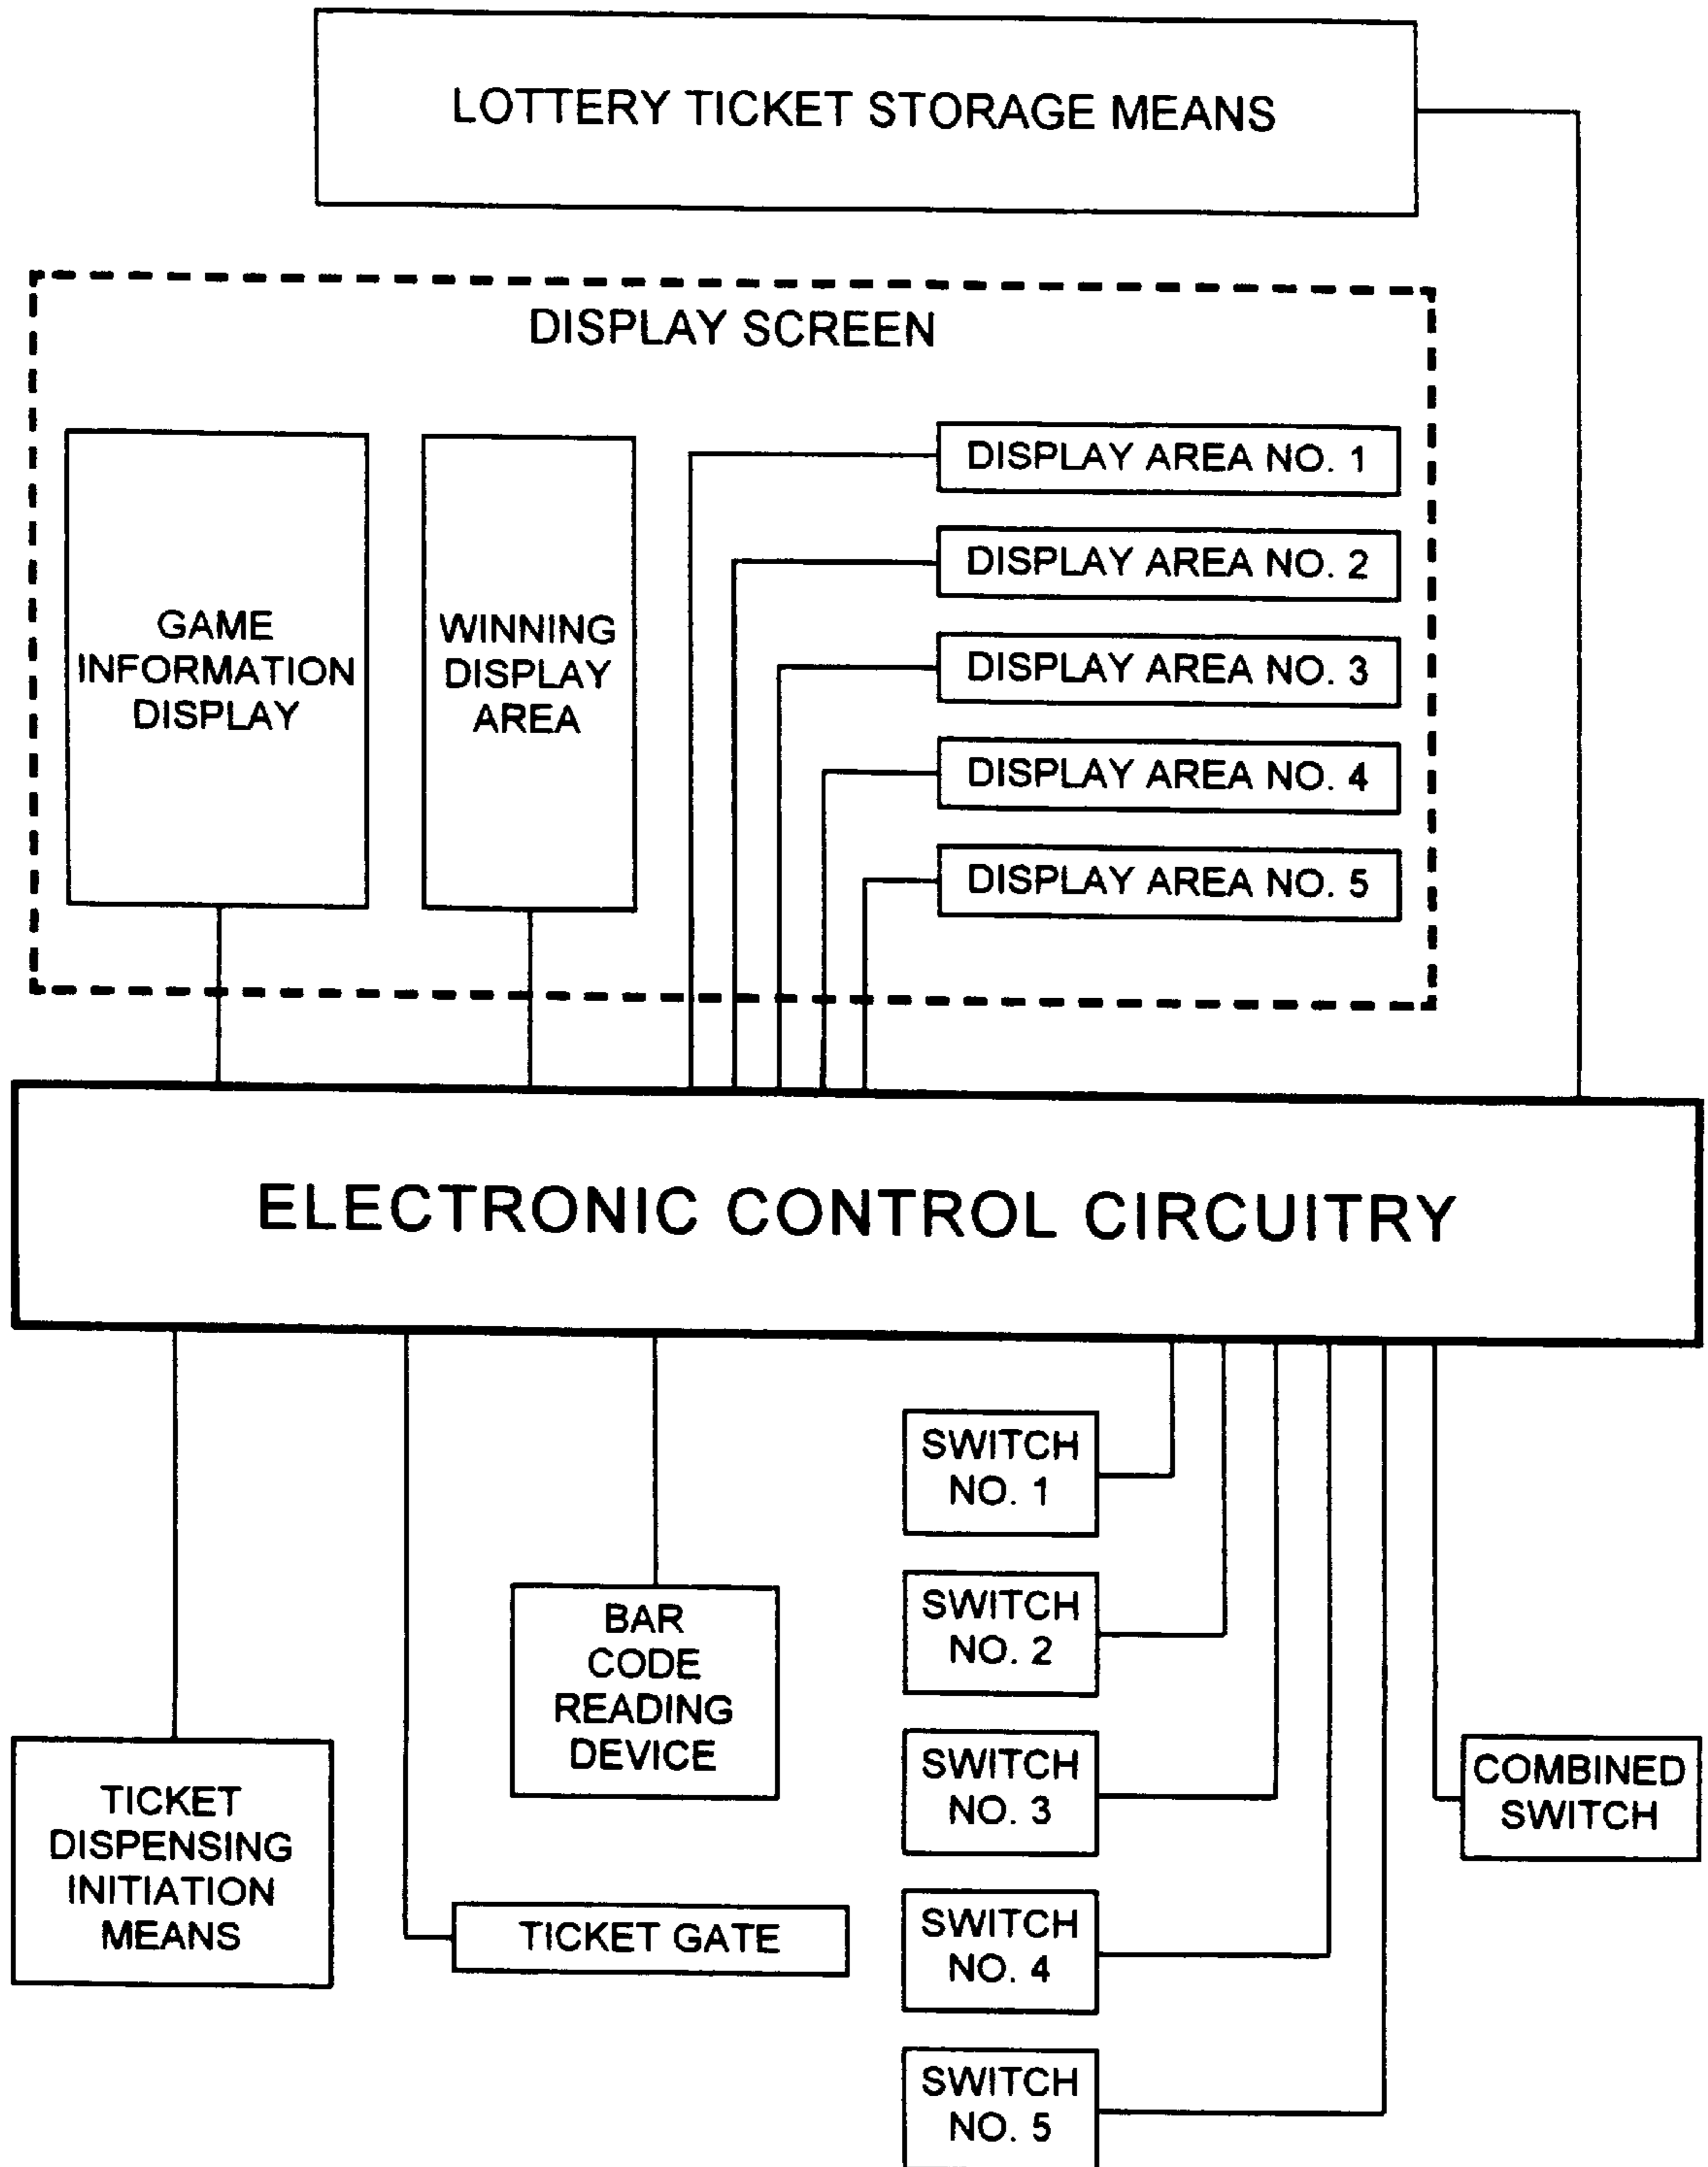 LOTTERY TICKET STORAGE MEANS
DISPLAY SCREEN
GAME
INFORMATION
DISPLAY
WINNING
DISPLAY
AREA
DISPLAY AREA NO. 1
DISPLAY AREA NO. 2
DISPLAY AREA NO. 3
DISPLAY AREA NO. 4
DISPLAY AREA NO. 5
ELECTRONIC CONTROL CIRCUITRY
TICKET
DISPENSING
INITIATION
MEANS
TICKET GATE
BAR
CODE
READING
DEVICE
SWITCH
NO. 1
SWITCH
NO. 2
SWITCH
NO. 3
SWITCH
NO. 4
SWITCH
NO. 5
COMBINED
SWITCH